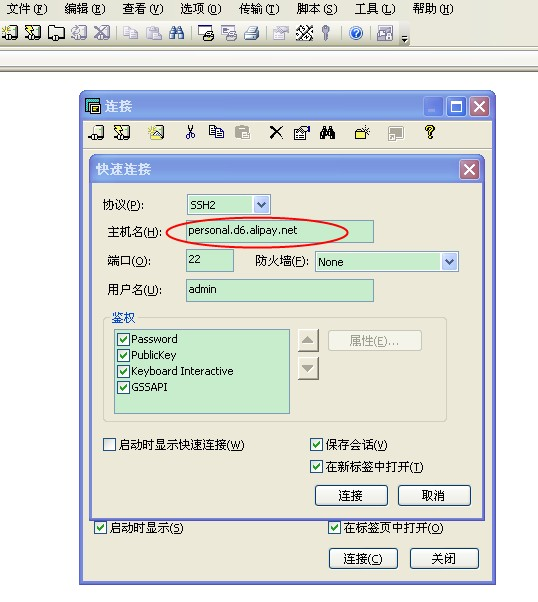 文件(F) 编辑(E) 查看(V) 选项(O) 传输(T) 脚本(S) 工具(L) 帮助(H)
连接
快速连接
协议(P): SSH2
主机名(H): personal.d6.alipay.net
端口(O): 22 防火墙(F): None
用户名(U): admin
鉴权
Password
PublicKey
Keyboard Interactive
GSSAPI
属性(E)...
启动时显示快速连接(W) 保存会话(V)
在新标签中打开(T)
连接 取消
启动时显示(S) 在标签页中打开(O)
连接(C) 关闭